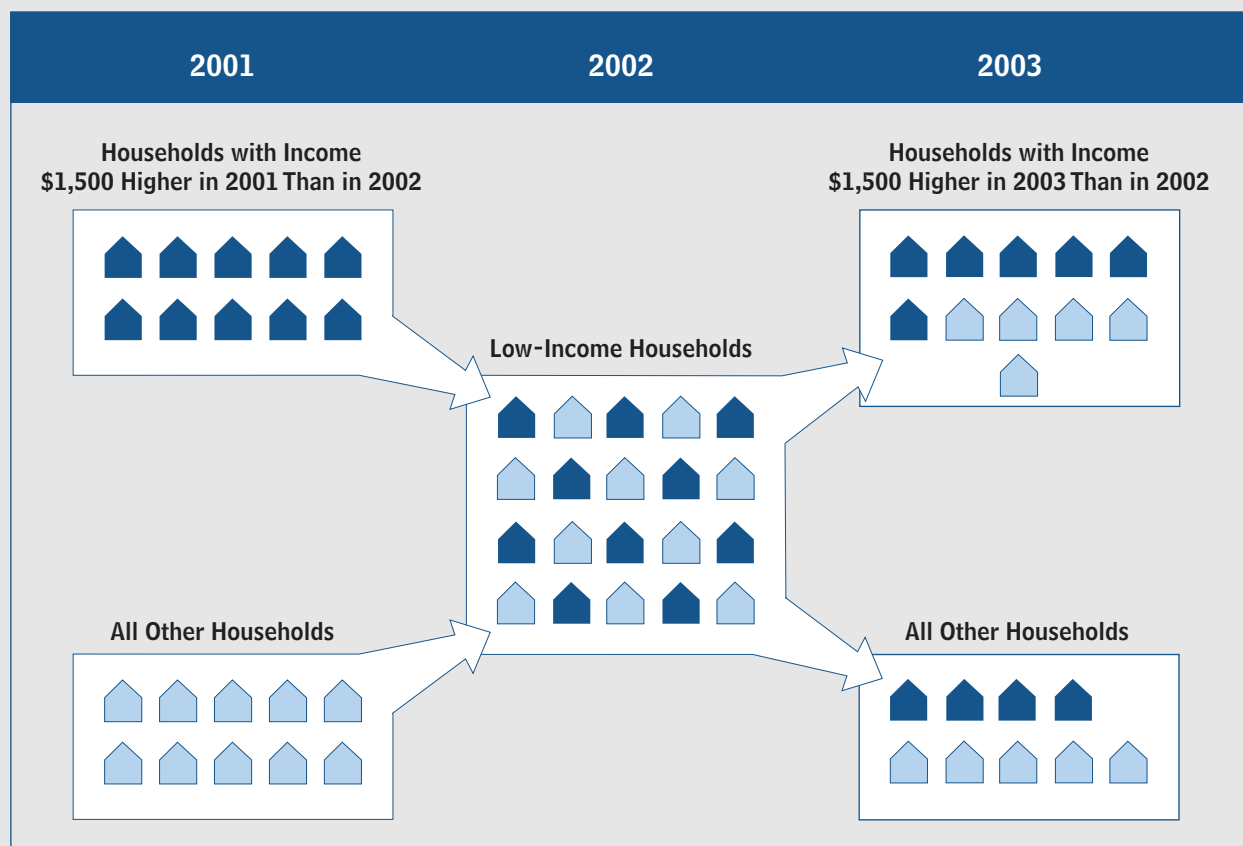 2001
2002
2003
Households with Income
$1,500 Higher in 2001 Than in 2002
Households with Income
$1,500 Higher in 2003 Than in 2002
Low-Income Households
All Other Households
All Other Households